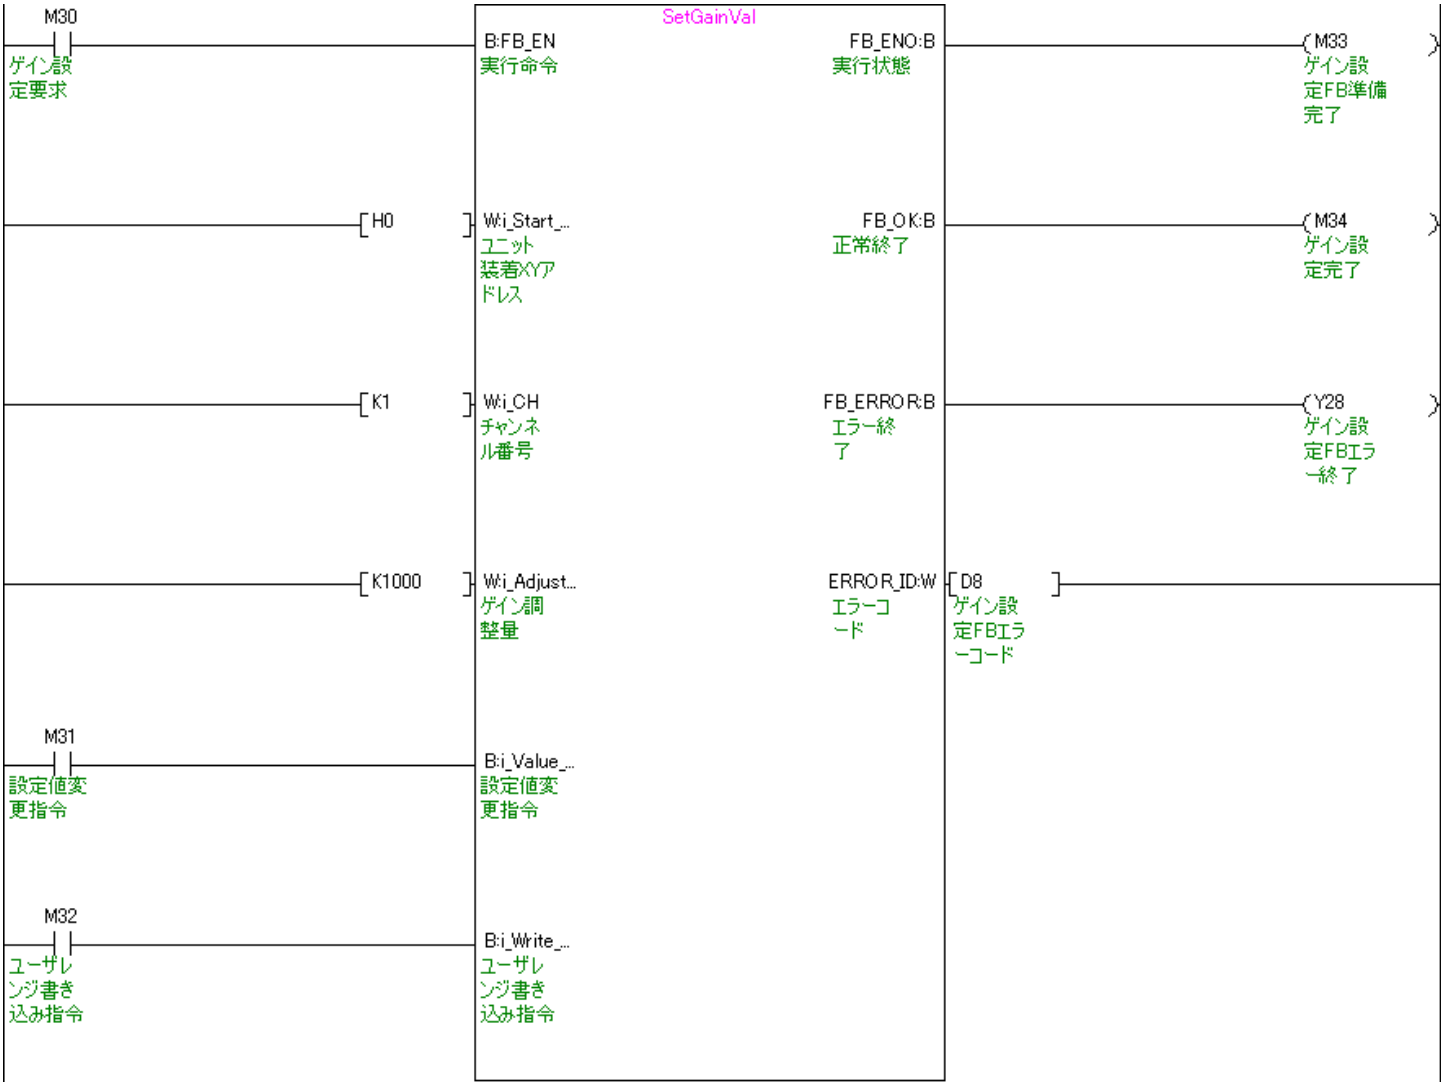 SetGainVal
M30
B:FB_EN
FB_ENO:B
M33
ゲイン設
定要求
実行命令
実行状態
ゲイン設
定FB準備
完了
H0
W:i_Start_...
FB_OK:B
M34
ユニット
装着XYア
ドレス
正常終了
ゲイン設
定完了
K1
W:i_CH
FB_ERROR:B
Y28
チャンネ
ル番号
エラー終
了
ゲイン設
定FBエラ
ー終了
K1000
W:i_Adjust...
ERROR_ID:W
D8
ゲイン調
整量
エラーコ
ード
ゲイン設
定FBエラ
ーコード
M31
B:i_Value_...
設定値変
更指令
設定値変
更指令
M32
B:i_Write_...
ユーザレ
ンジ書き
込み指令
ユーザレ
ンジ書き
込み指令